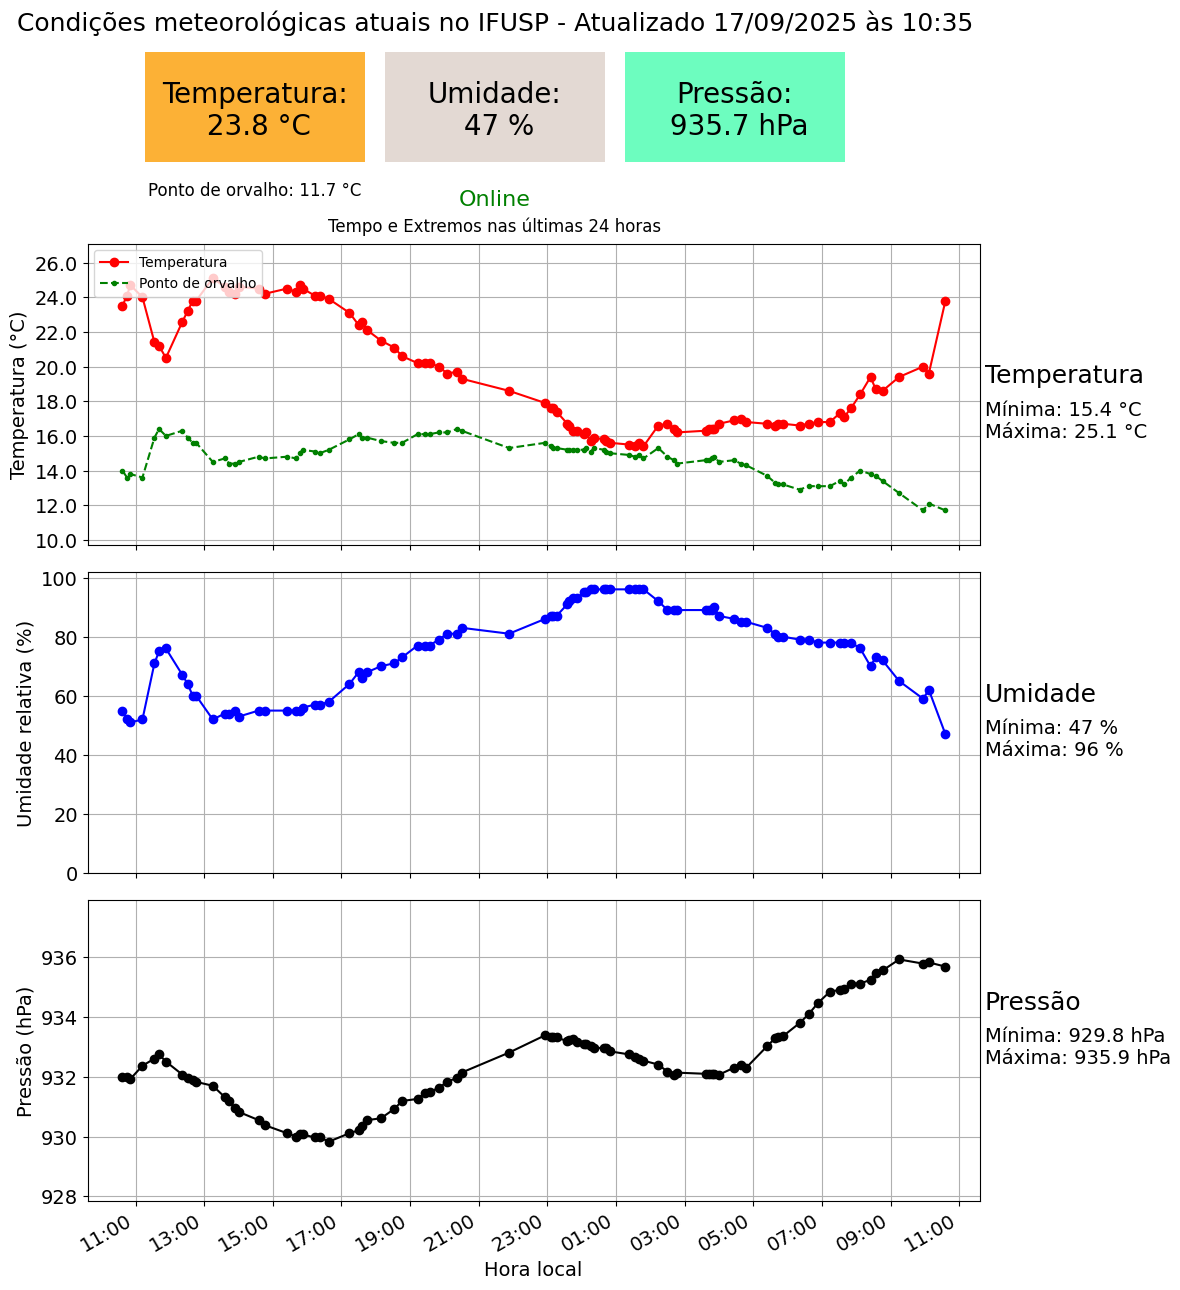 Condições meteorológicas atuais no IFUSP - Atualizado 17/09/2025 às 10:35
Temperatura:
23.8 °C
Umidade:
47 %
Pressão:
935.7 hPa
Ponto de orvalho: 11.7 °C
Online
Tempo e Extremos nas últimas 24 horas
Temperatura
Ponto de orvalho
Temperatura (°C)
26.0
24.0
22.0
20.0
18.0
16.0
14.0
12.0
10.0
Temperatura
Mínima: 15.4 °C
Máxima: 25.1 °C
Umidade relativa (%)
100
80
60
40
20
0
Umidade
Mínima: 47 %
Máxima: 96 %
Pressão (hPa)
936
934
932
930
928
Pressão
Mínima: 929.8 hPa
Máxima: 935.9 hPa
11:00 13:00 15:00 17:00 19:00 21:00 23:00 01:00 03:00 05:00 07:00 09:00 11:00
Hora local